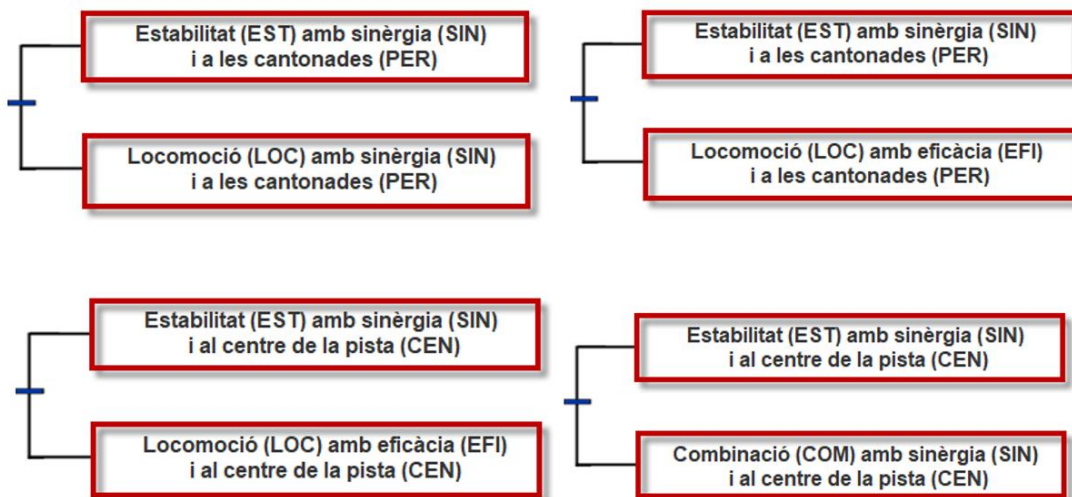 Estabilitat (EST) amb sinèrgia (SIN)
i a les cantonades (PER)
Locomoció (LOC) amb sinèrgia (SIN)
i a les cantonades (PER)
Estabilitat (EST) amb sinèrgia (SIN)
i a les cantonades (PER)
Locomoció (LOC) amb eficàcia (EFI)
i a les cantonades (PER)
Estabilitat (EST) amb sinèrgia (SIN)
i al centre de la pista (CEN)
Locomoció (LOC) amb eficàcia (EFI)
i al centre de la pista (CEN)
Estabilitat (EST) amb sinèrgia (SIN)
i al centre de la pista (CEN)
Combinació (COM) amb sinèrgia (SIN)
i al centre de la pista (CEN)